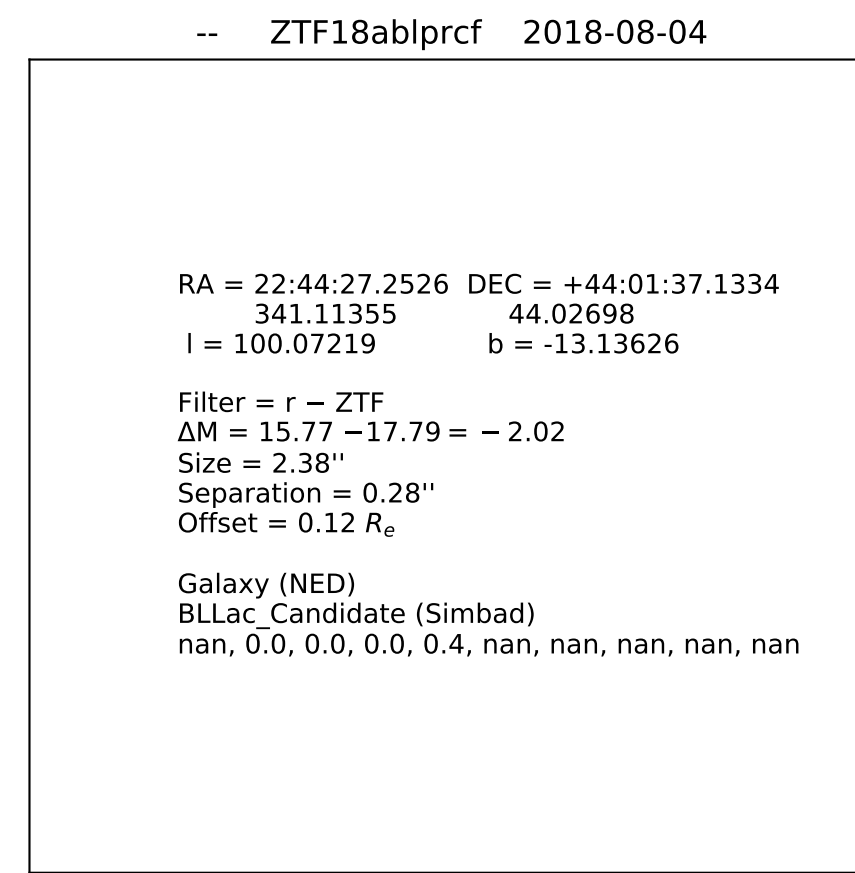 -- ZTF18ablprcf 2018-08-04
RA = 22:44:27.2526 DEC = +44:01:37.1334
341.11355 44.02698
l = 100.07219 b = -13.13626
Filter = r − ZTF
ΔM = 15.77 −17.79 = − 2.02
Size = 2.38''
Separation = 0.28''
Offset = 0.12 Re
Galaxy (NED)
BLLac_Candidate (Simbad)
nan, 0.0, 0.0, 0.0, 0.4, nan, nan, nan, nan, nan